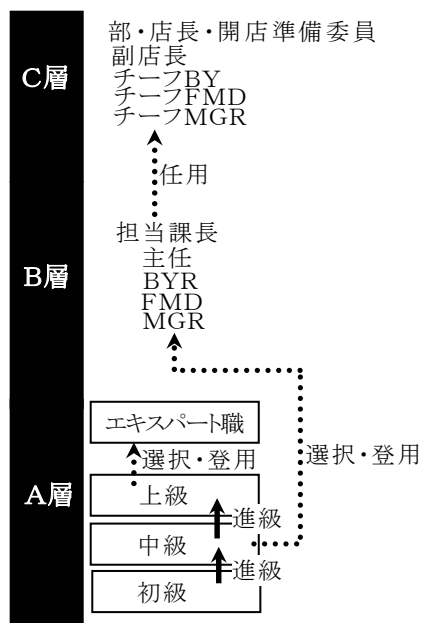 部・店長・開店準備委員
副店長
C層
チーフBY
チーフFMD
チーフMGR
任用
担当課長
主任
B層
BYR
FMD
MGR
エキスパート職
選択・登用
選択・登用
A層
上級
進級
中級
進級
初級